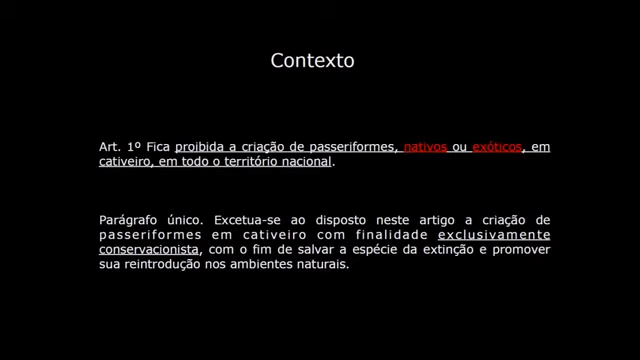 Contexto
Art. 1º Fica proibida a criação de passeriformes, nativos ou exóticos, em
cativeiro, em todo o território nacional.
Parágrafo único. Excetua-se ao disposto neste artigo a criação de
passeriformes em cativeiro com finalidade exclusivamente
conservacionista, com o fim de salvar a espécie da extinção e promover
sua reintrodução nos ambientes naturais.